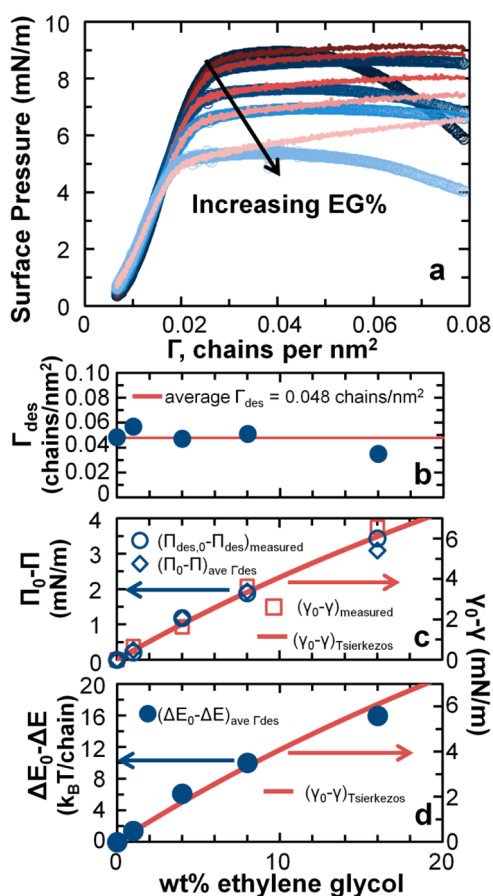 10
8
6
4
2
0
Surface Pressure (mN/m)
Increasing EG%
a
0 0.02 0.04 0.06 0.08
Γ, chains per nm²
0.10
0.08
0.06
0.04
0.02
0.00
Γdes
(chains/nm²)
average Γdes = 0.048 chains/nm²
b
4
3
2
1
0
Π₀-Π
(mN/m)
(Πdes,0-Πdes)measured
(Π₀-Π)ave Γdes
(γ₀-γ)measured
(γ₀-γ)Tsierkezos
c
6
4
2
0
γ₀-γ (mN/m)
20
16
12
8
4
0
ΔE₀-ΔE
(kBT/chain)
(ΔE₀-ΔE)ave Γdes
(γ₀-γ)Tsierkezos
d
6
4
2
0
0 10 20
wt% ethylene glycol